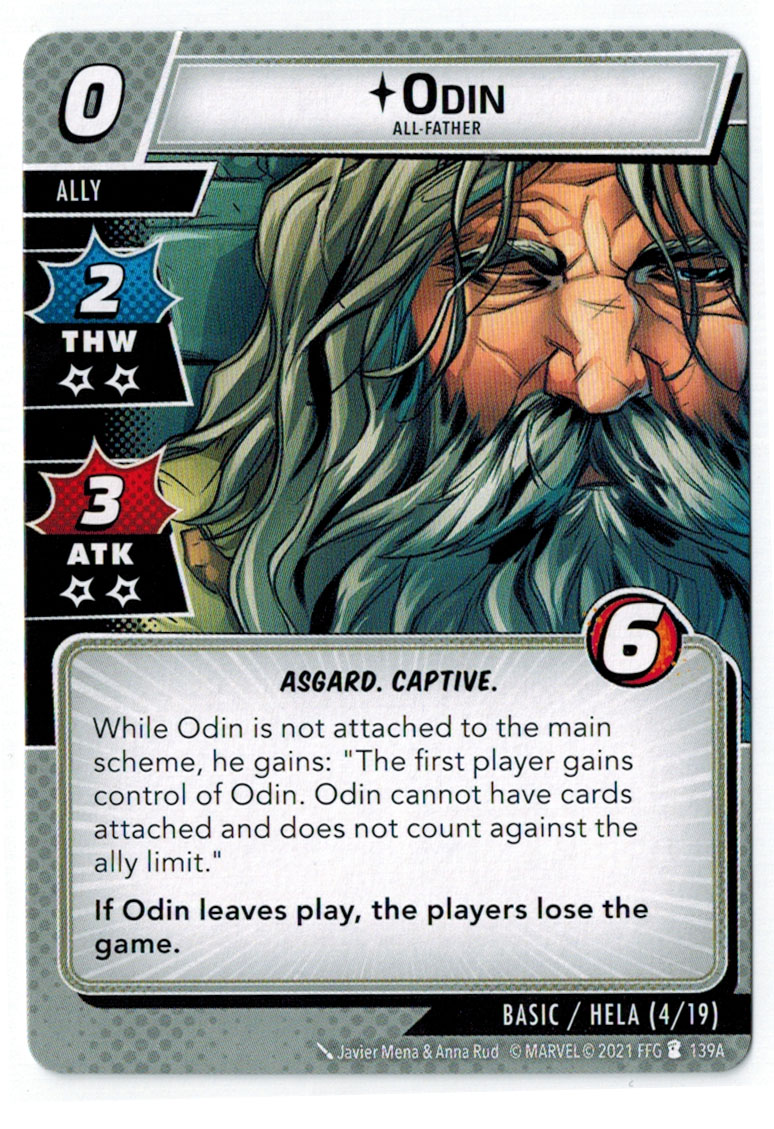 0
ODIN
ALL-FATHER
ALLY
2
THW
3
ATK
6
ASGARD. CAPTIVE.
While Odin is not attached to the main
scheme, he gains: "The first player gains
control of Odin. Odin cannot have cards
attached and does not count against the
ally limit."
If Odin leaves play, the players lose the
game.
BASIC / HELA (4/19)
Javier Mena & Anna Rud © MARVEL © 2021 FFG 139A